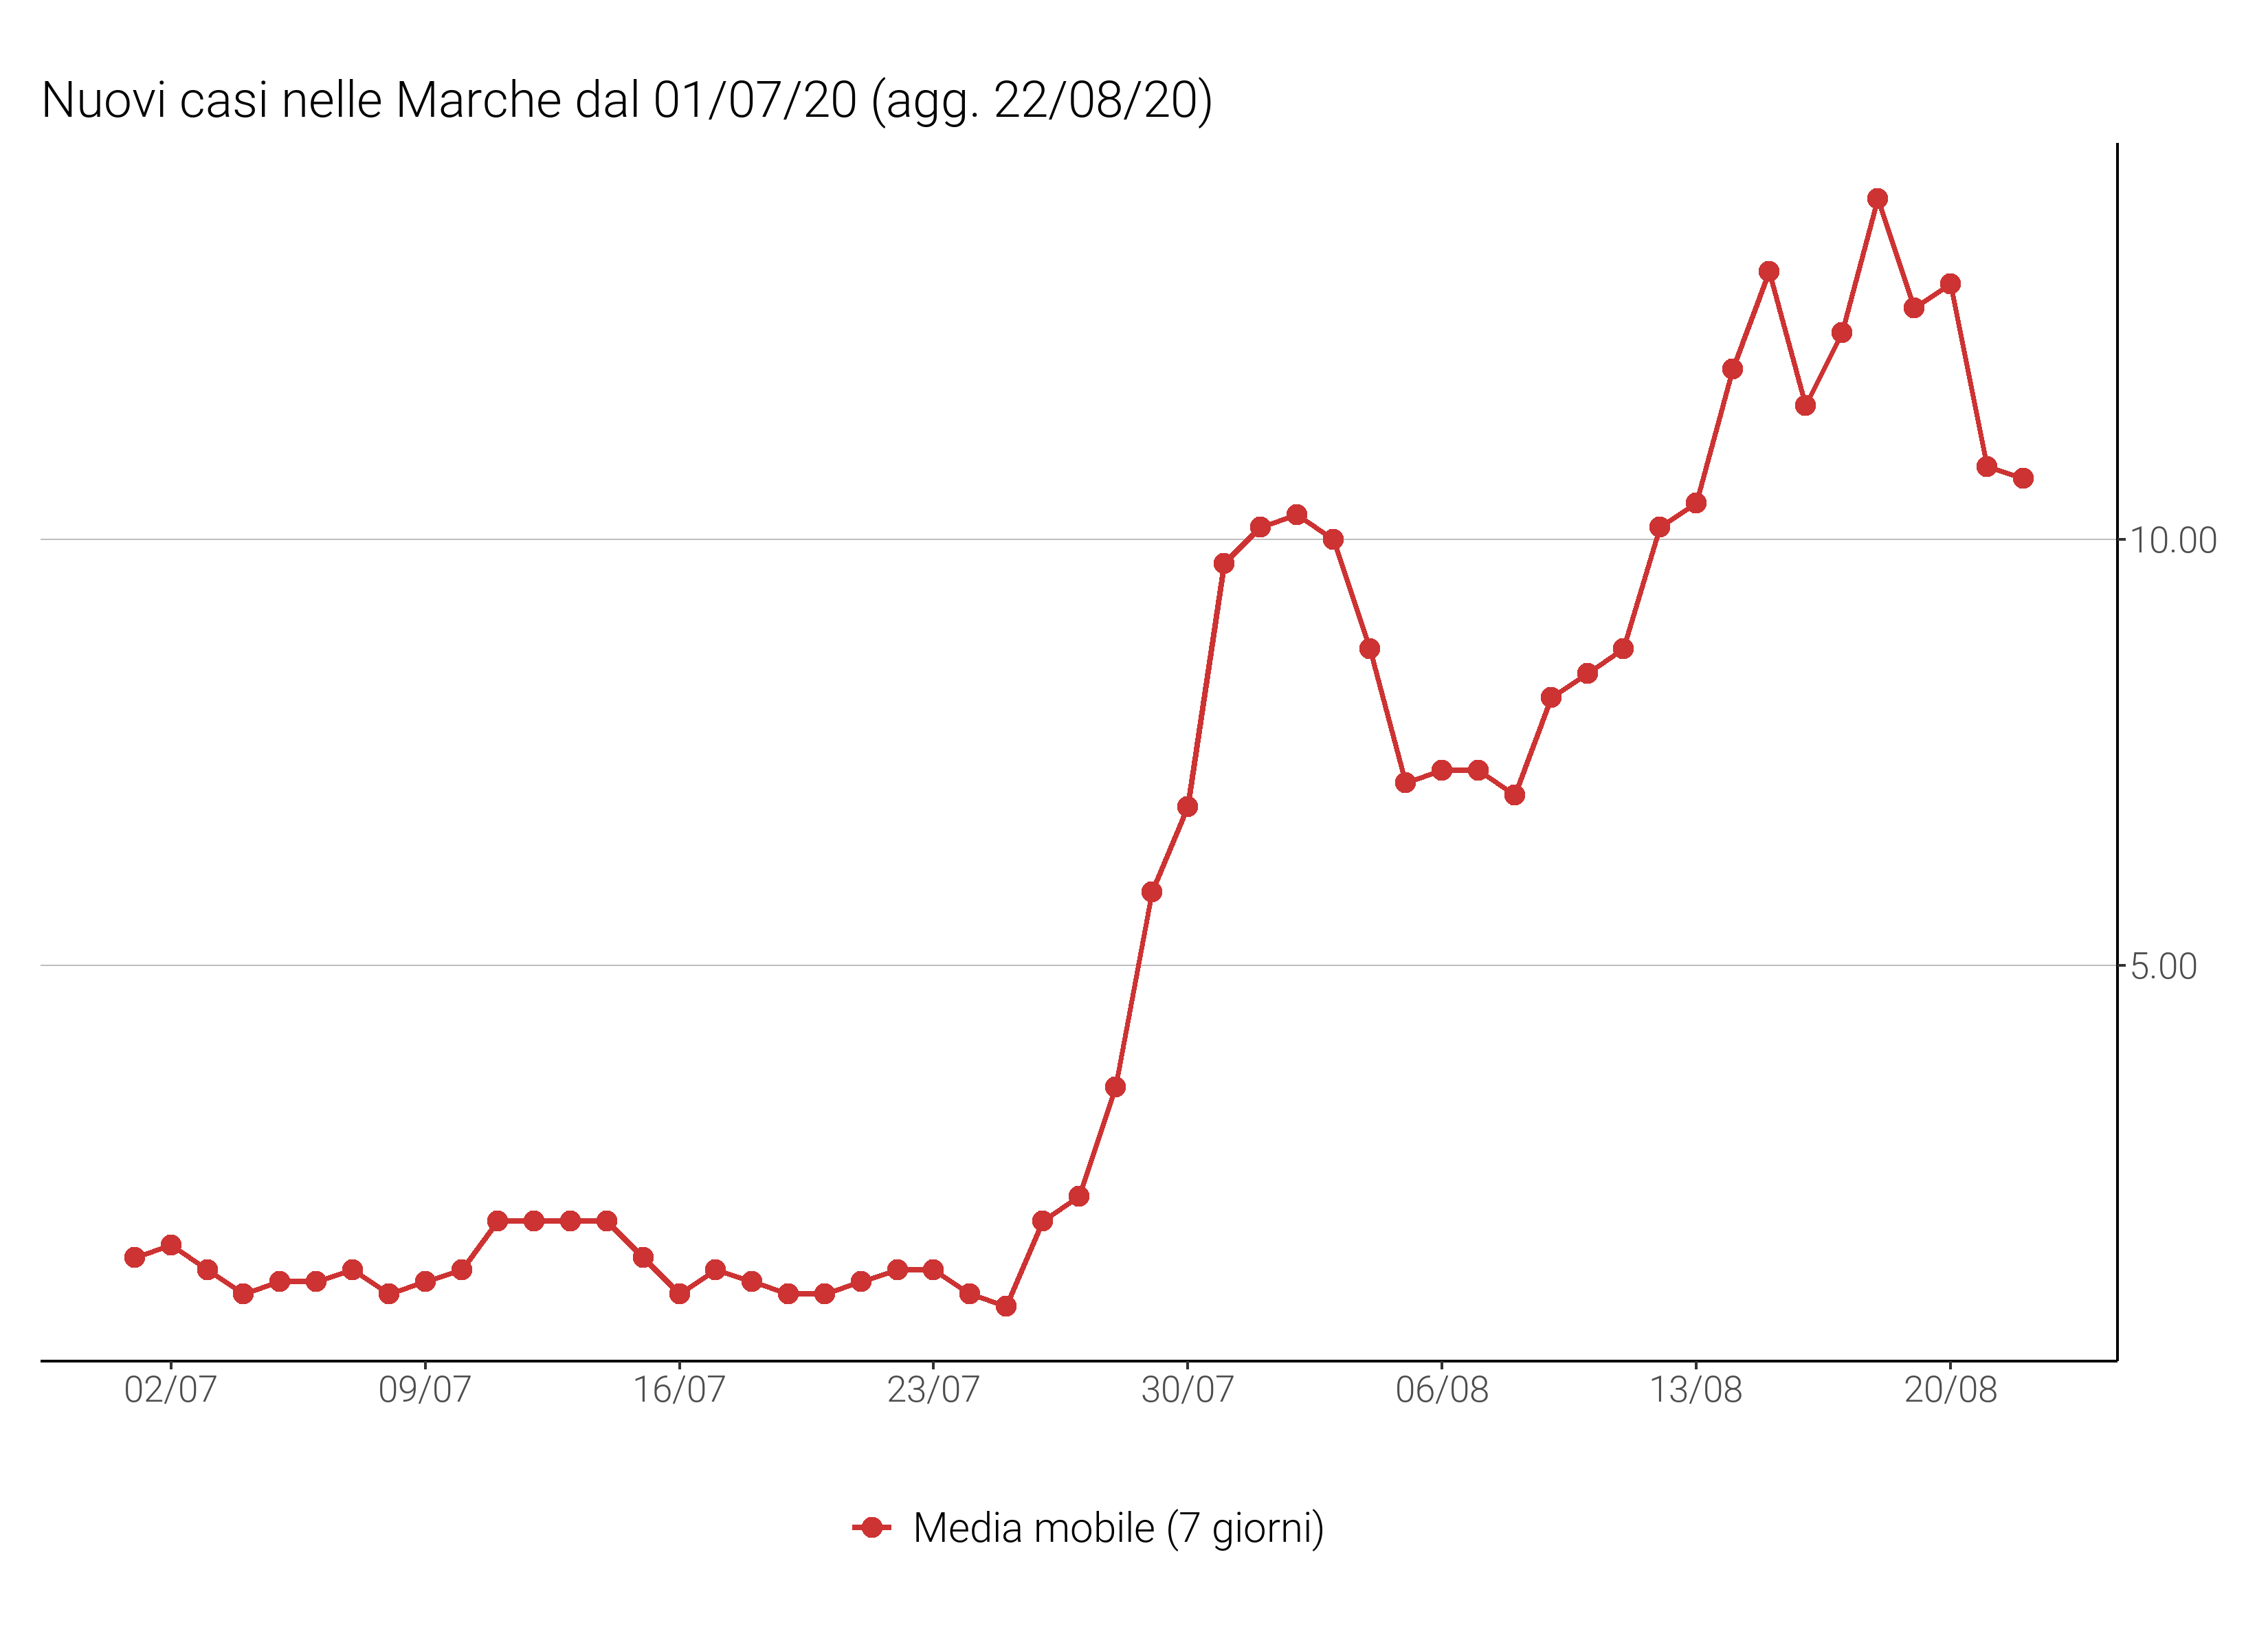 Nuovi casi nelle Marche dal 01/07/20 (agg. 22/08/20)
10.00
5.00
02/07 09/07 16/07 23/07 30/07 06/08 13/08 20/08
Media mobile (7 giorni)